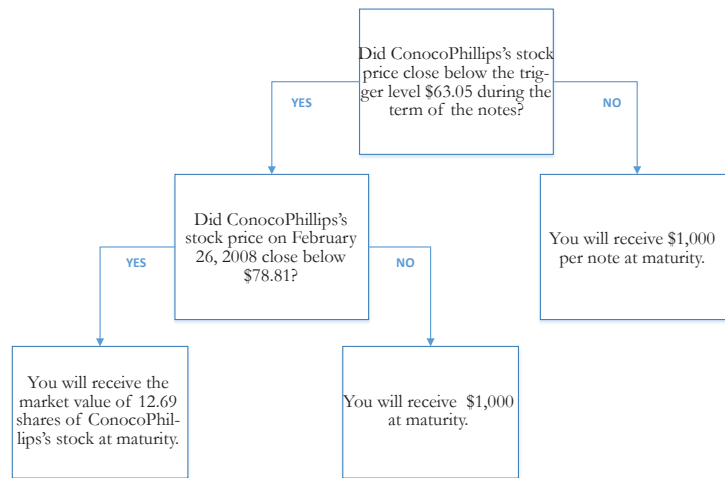 Did ConocoPhillips's stock
price close below the trig-
ger level $63.05 during the
term of the notes?
YES
NO
Did ConocoPhillips's
stock price on February
26, 2008 close below
$78.81?
You will receive $1,000
per note at maturity.
YES
NO
You will receive the
market value of 12.69
shares of ConocoPhil-
lips's stock at maturity.
You will receive $1,000
at maturity.